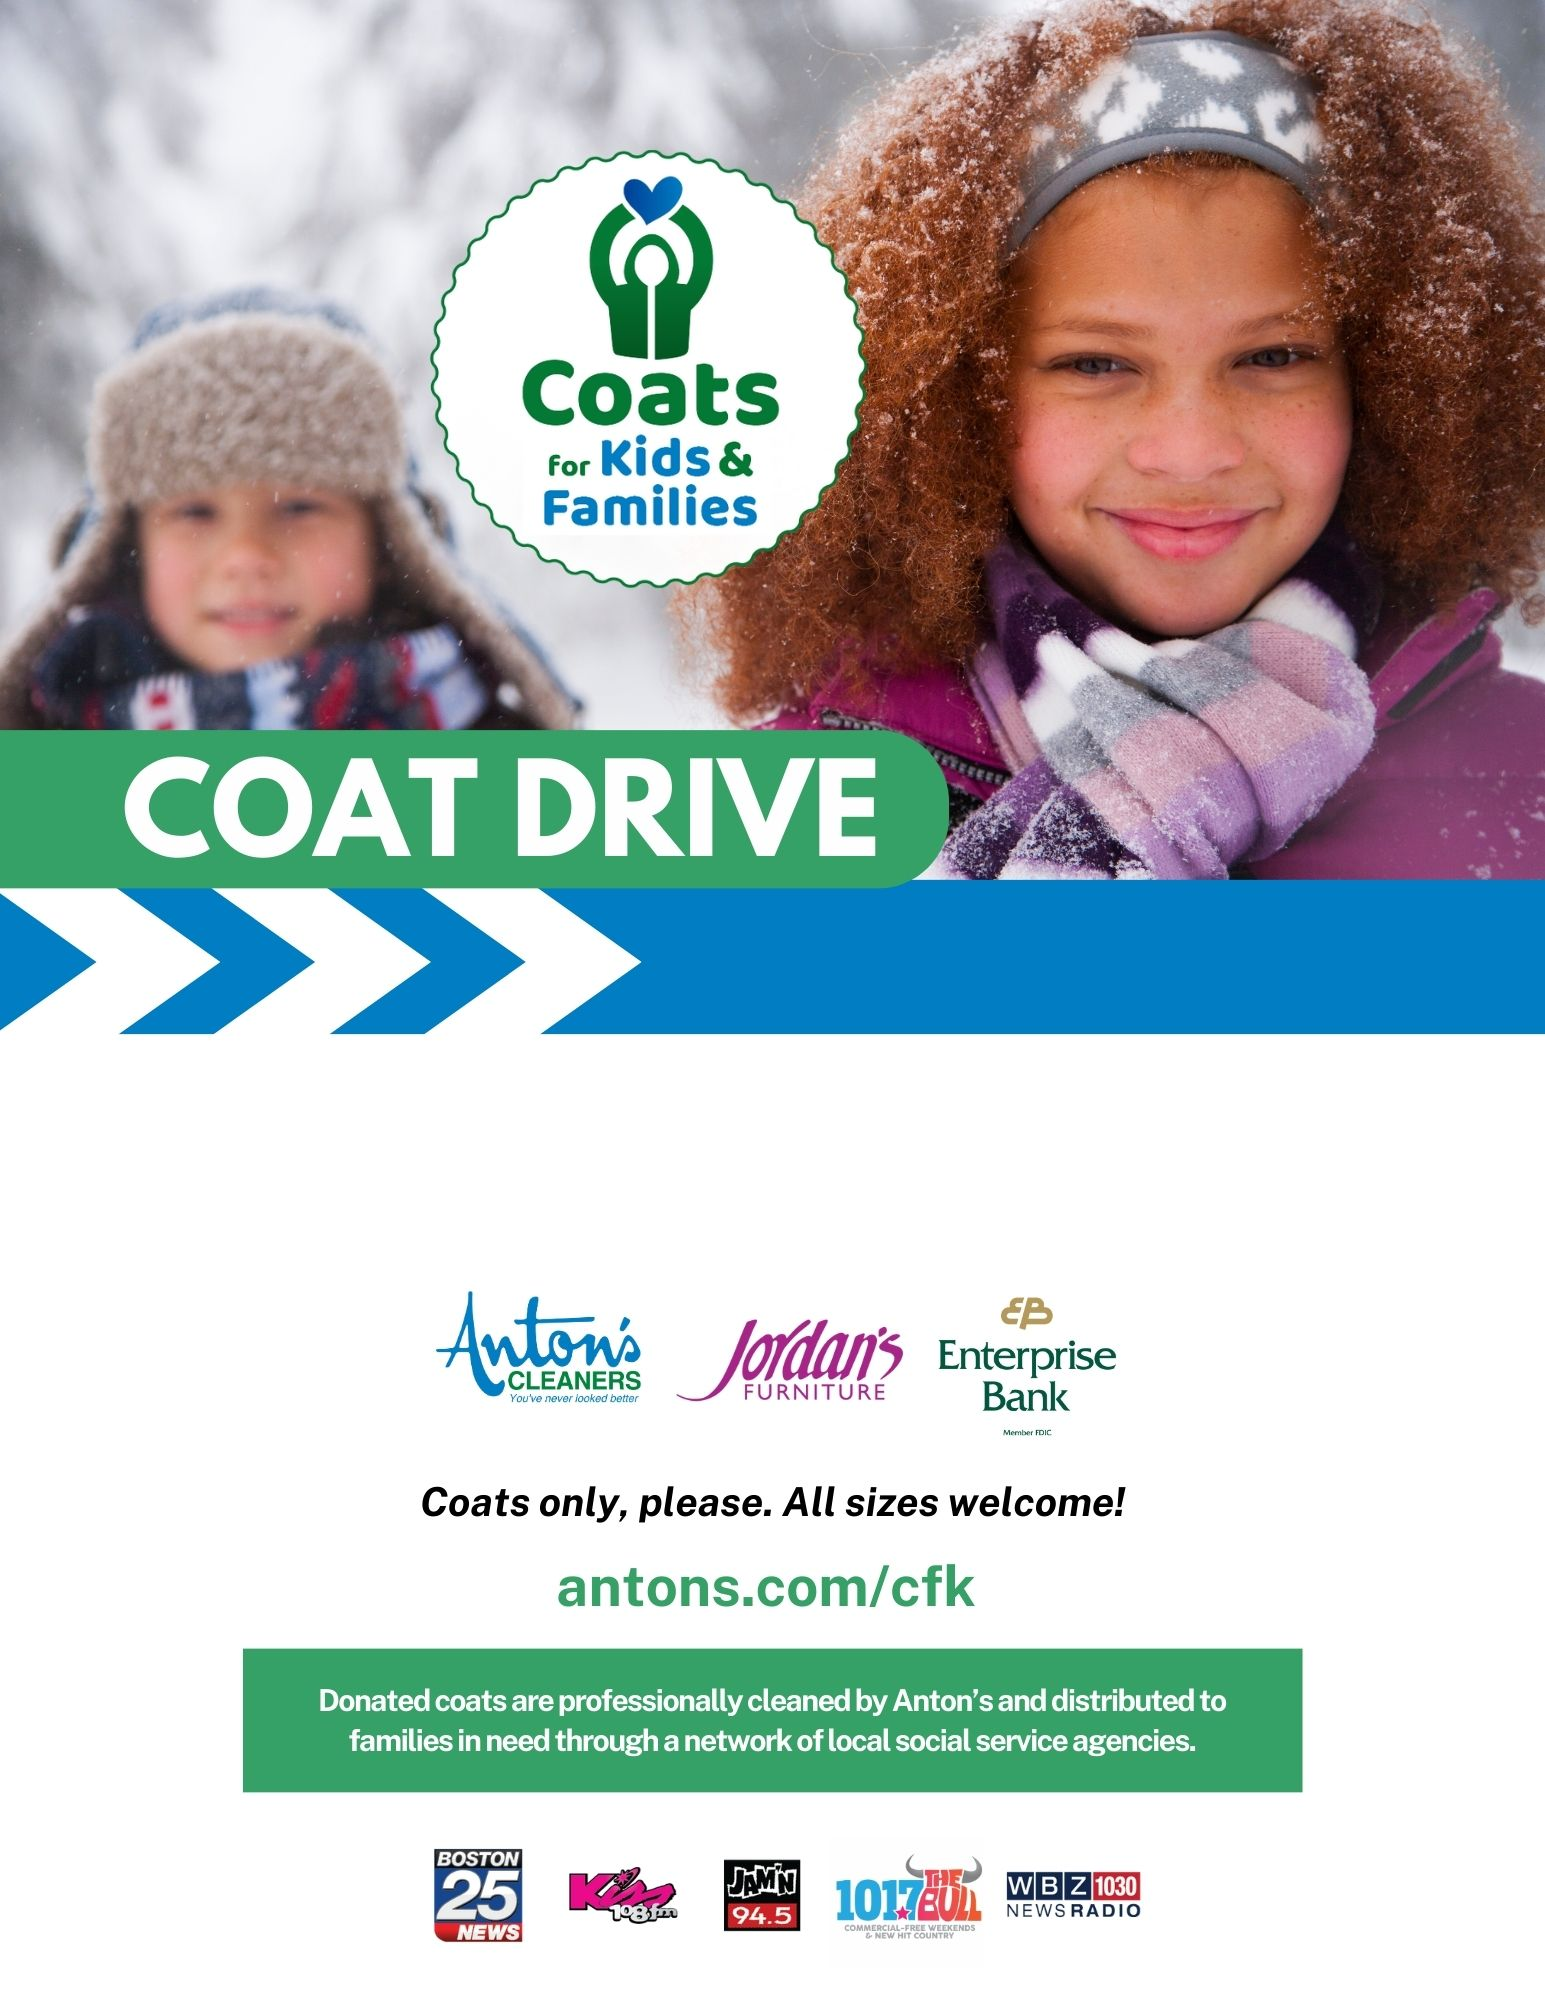 Coats
for Kids &
Families
COAT DRIVE
Anton's
CLEANERS
You've never looked better
Jordan's
FURNITURE
EB
Enterprise
Bank
Member FDIC
Coats only, please. All sizes welcome!
antons.com/cfk
Donated coats are professionally cleaned by Anton’s and distributed to
families in need through a network of local social service agencies.
BOSTON
25
NEWS
Kiss
108fm
JAM'N
94.5
101.7 THE BULL
COMMERCIAL-FREE WEEKENDS
& NEW HIT COUNTRY
WBZ 1030
NEWSRADIO